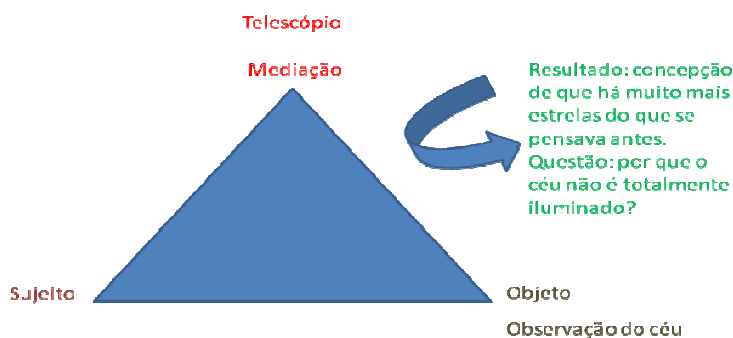 Telescópio
Mediação
Resultado: concepção
de que há muito mais
estrelas do que se
pensava antes.
Questão: por que o
céu não é totalmente
iluminado?
Sujeito
Objeto
Observação do céu